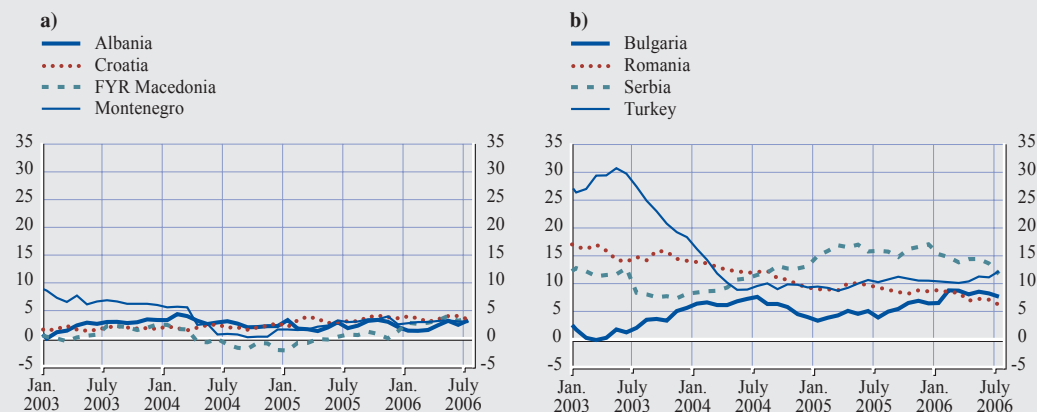 a)
Albania
Croatia
FYR Macedonia
Montenegro
35 35
30 30
25 25
20 20
15 15
10 10
5 5
0 0
-5 -5
Jan. July Jan. July Jan. July Jan. July
2003 2003 2004 2004 2005 2005 2006 2006
b)
Bulgaria
Romania
Serbia
Turkey
35 35
30 30
25 25
20 20
15 15
10 10
5 5
0 0
-5 -5
Jan. July Jan. July Jan. July Jan. July
2003 2003 2004 2004 2005 2005 2006 2006